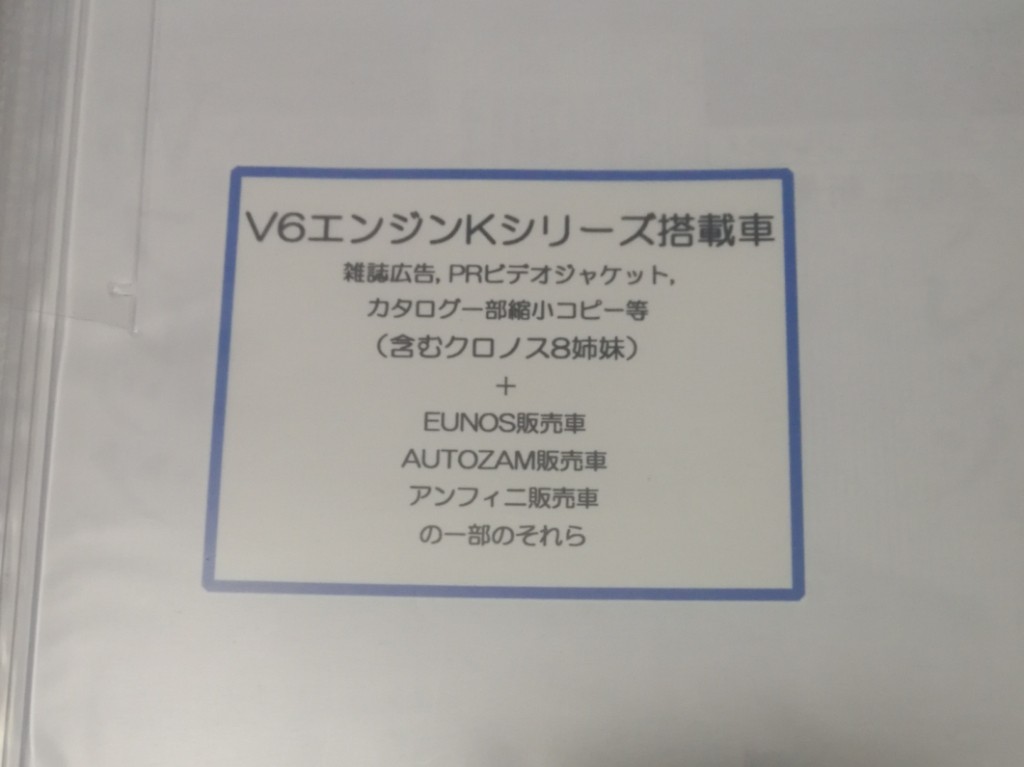 V6エンジンKシリーズ搭載車
雑誌広告, PRビデオジャケット,
カタログ一部縮小コピー等
（含むクロノス8姉妹）
+
EUNOS販売車
AUTOZAM販売車
アンフィニ販売車
の一部のそれら